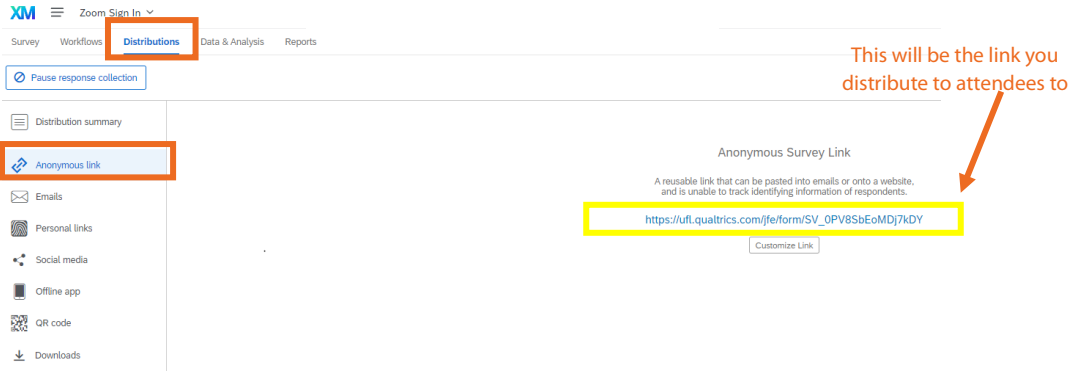 XM Zoom Sign In
Survey Workflows Distributions Data & Analysis Reports
This will be the link you
distribute to attendees to
Pause response collection
Distribution summary
Anonymous link
Emails
Personal links
Social media
Offline app
QR code
Downloads
Anonymous Survey Link
A reusable link that can be pasted into emails or onto a website,
and is unable to track identifying information of respondents.
https://ufl.qualtrics.com/jfe/form/SV_0PV8SbEoMDj7kDY
Customize Link